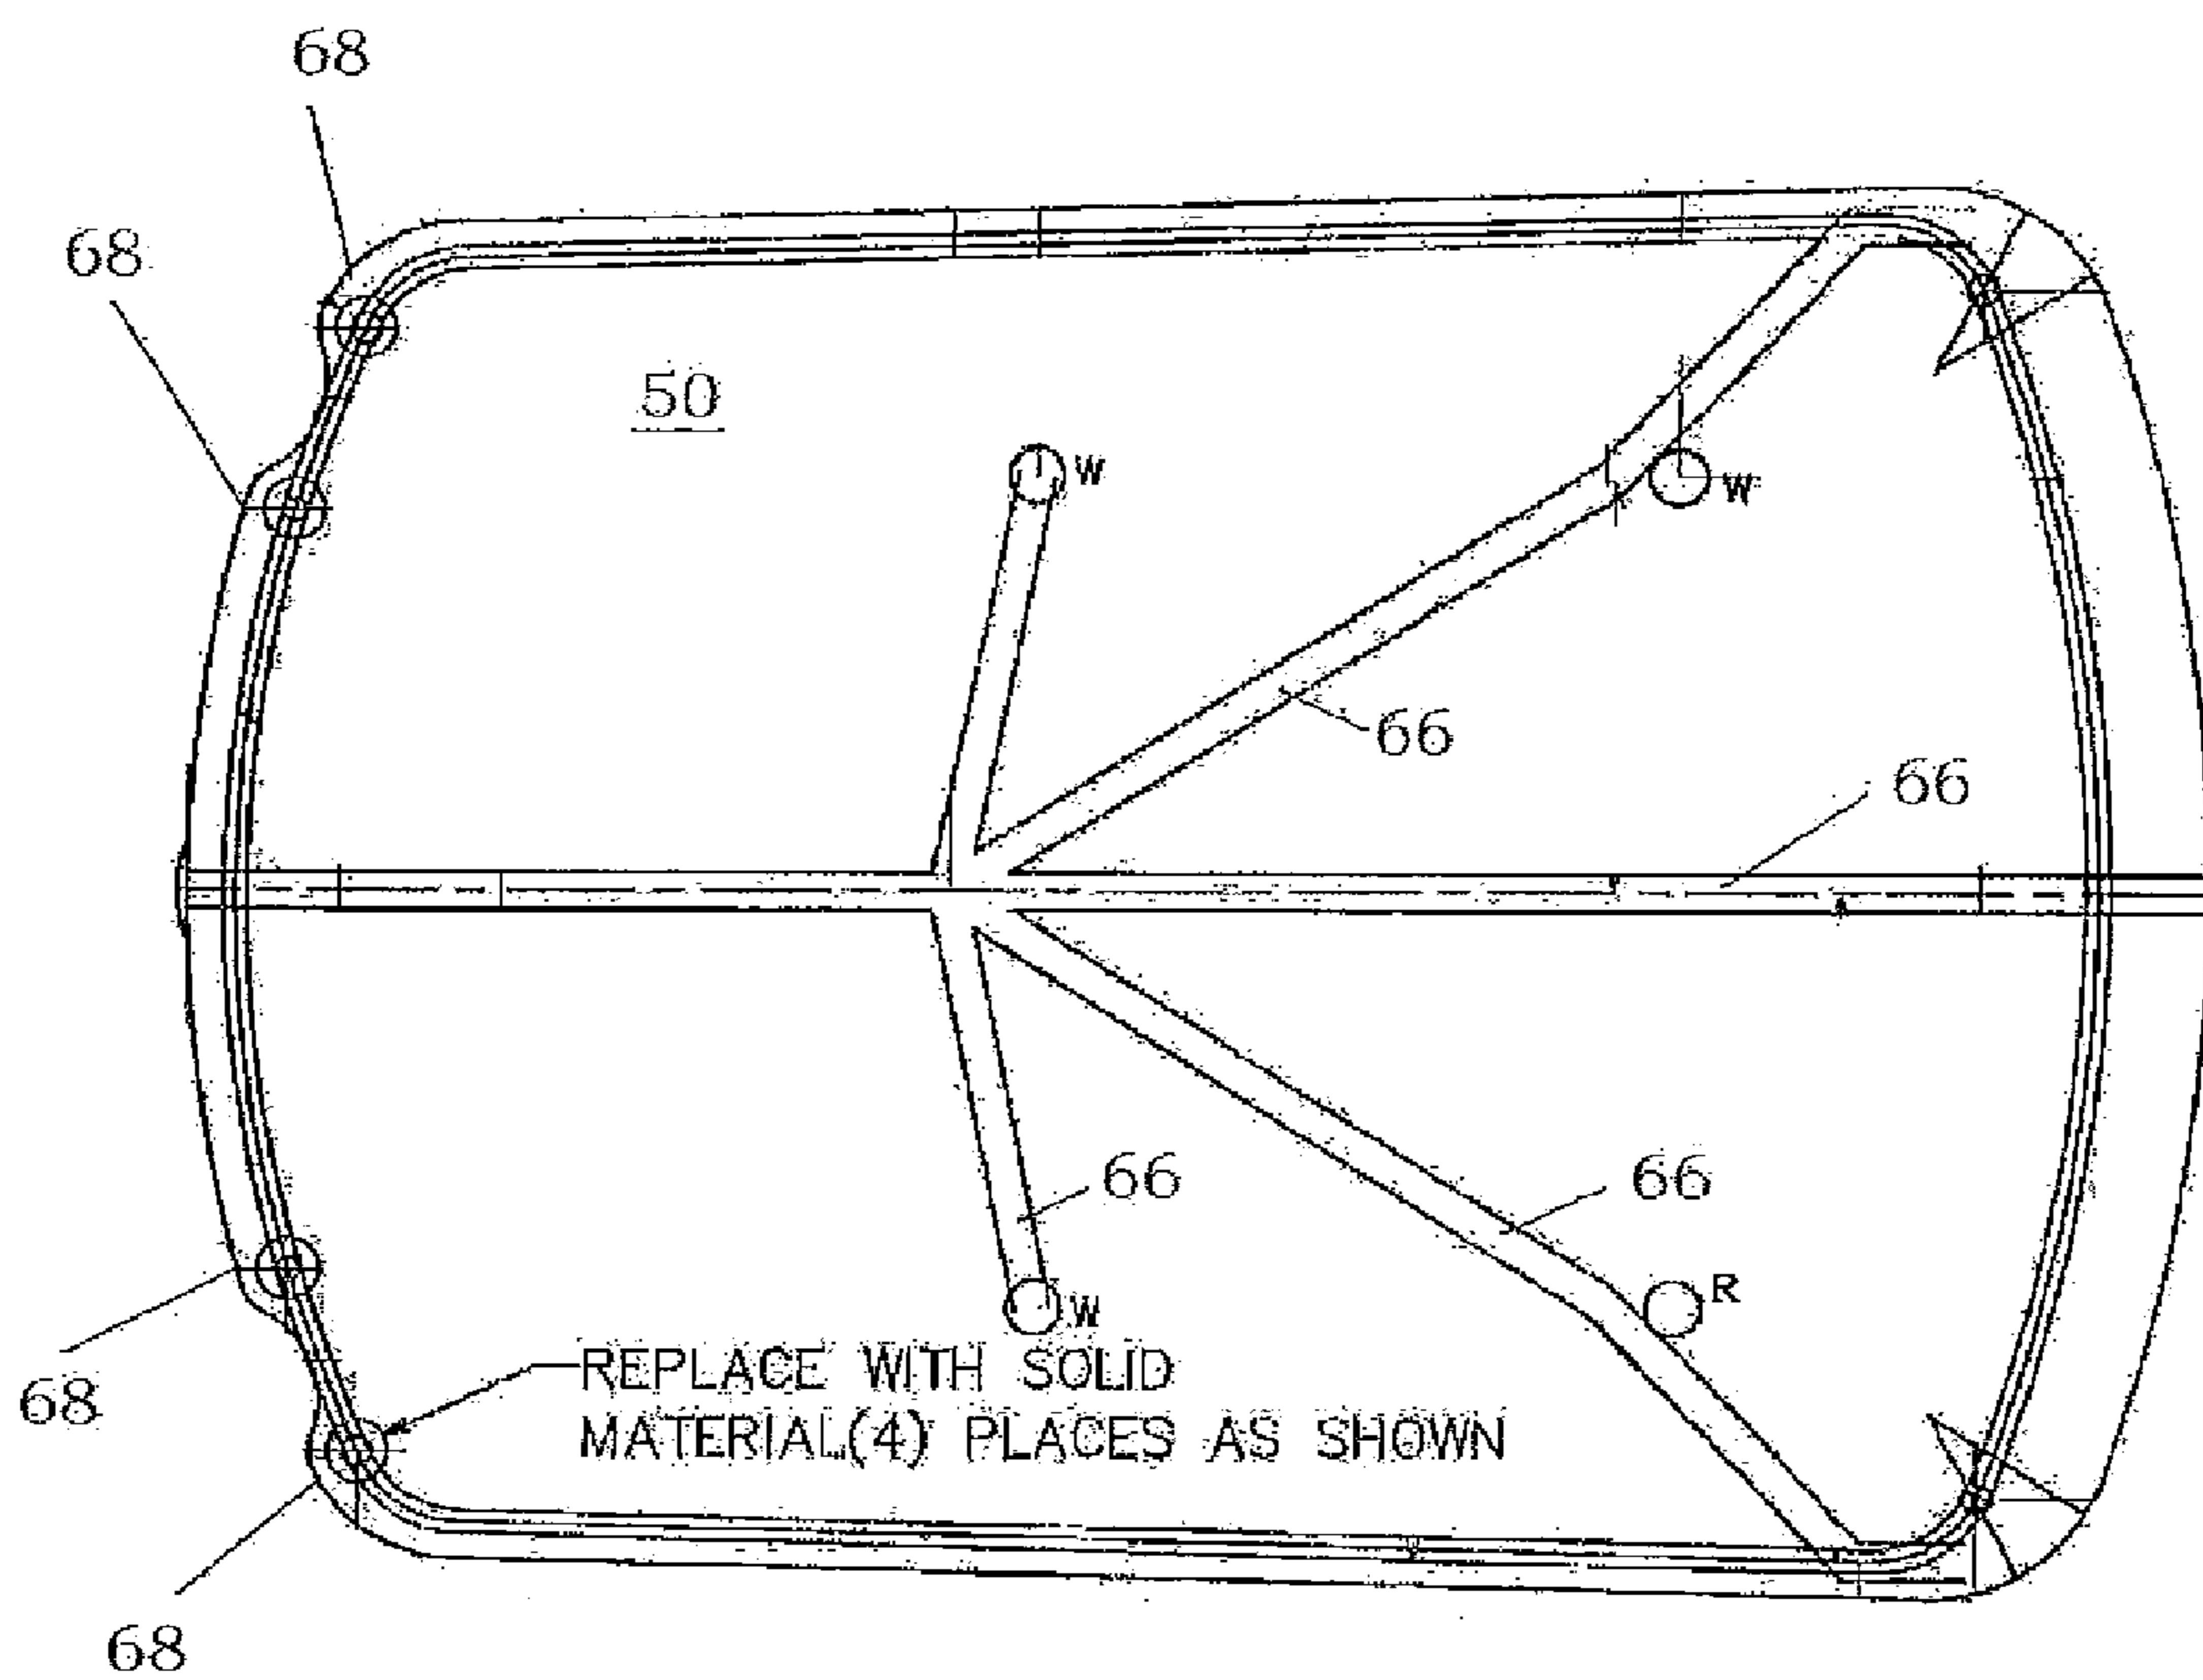 68
68
50
W
W
66
66
66
66
R
W
REPLACE WITH SOLID
MATERIAL(4) PLACES AS SHOWN
68
68